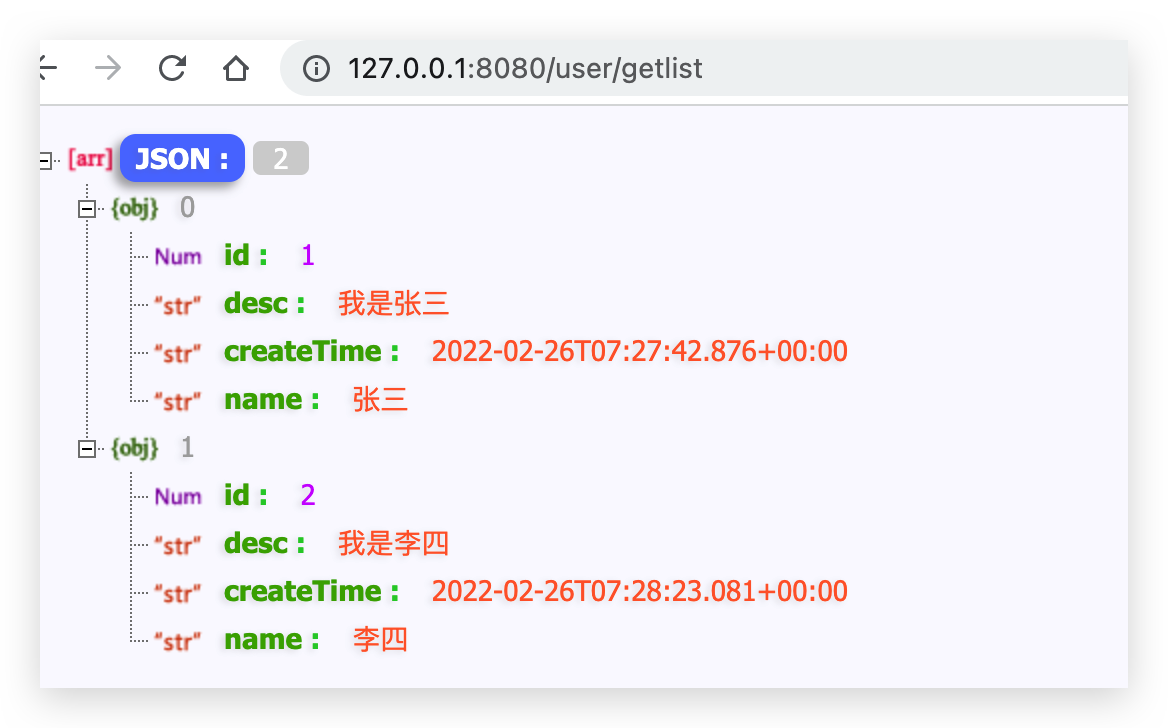 127.0.0.1:8080/user/getlist
[arr] JSON : 2
{obj} 0
Num id : 1
"str" desc : 我是张三
"str" createTime : 2022-02-26T07:27:42.876+00:00
"str" name : 张三
{obj} 1
Num id : 2
"str" desc : 我是李四
"str" createTime : 2022-02-26T07:28:23.081+00:00
"str" name : 李四